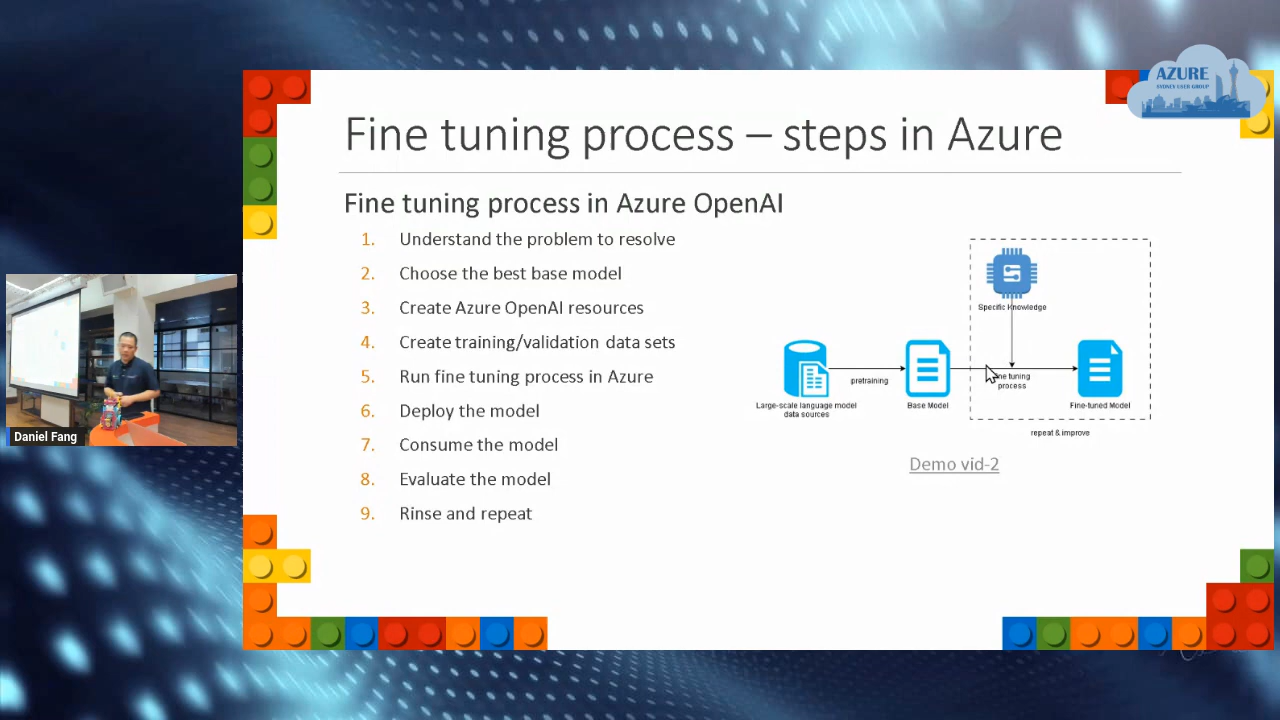 AZURE
SYDNEY USER GROUP
Fine tuning process – steps in Azure
Fine tuning process in Azure OpenAI
1. Understand the problem to resolve
2. Choose the best base model
3. Create Azure OpenAI resources
4. Create training/validation data sets
5. Run fine tuning process in Azure
6. Deploy the model
7. Consume the model
8. Evaluate the model
9. Rinse and repeat
Specific Knowledge
pretraining
fine tuning
process
Large-scale language model
data sources
Base Model
Fine-tuned Model
repeat & improve
Demo vid-2
Daniel Fang